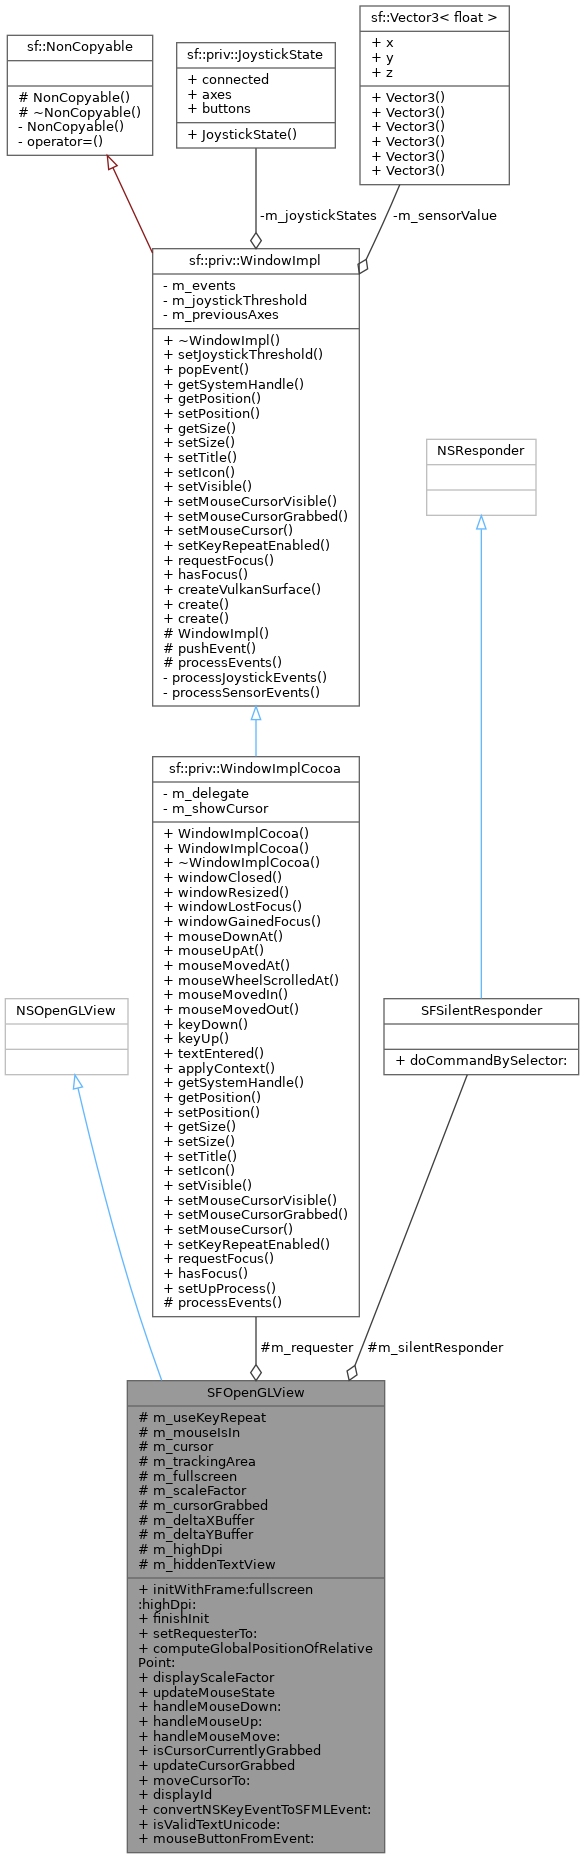 sf::NonCopyable
# NonCopyable()
# ~NonCopyable()
- NonCopyable()
- operator=()
sf::priv::JoystickState
+ connected
+ axes
+ buttons
+ JoystickState()
sf::Vector3< float >
+ x
+ y
+ z
+ Vector3()
+ Vector3()
+ Vector3()
+ Vector3()
+ Vector3()
+ Vector3()
-m_joystickStates
-m_sensorValue
sf::priv::WindowImpl
- m_events
- m_joystickThreshold
- m_previousAxes
+ ~WindowImpl()
+ setJoystickThreshold()
+ popEvent()
+ getSystemHandle()
+ getPosition()
+ setPosition()
+ getSize()
+ setSize()
+ setTitle()
+ setIcon()
+ setVisible()
+ setMouseCursorVisible()
+ setMouseCursorGrabbed()
+ setMouseCursor()
+ setKeyRepeatEnabled()
+ requestFocus()
+ hasFocus()
+ createVulkanSurface()
+ create()
+ create()
# WindowImpl()
# pushEvent()
# processEvents()
- processJoystickEvents()
- processSensorEvents()
NSResponder
sf::priv::WindowImplCocoa
- m_delegate
- m_showCursor
+ WindowImplCocoa()
+ WindowImplCocoa()
+ ~WindowImplCocoa()
+ windowClosed()
+ windowResized()
+ windowLostFocus()
+ windowGainedFocus()
+ mouseDownAt()
+ mouseUpAt()
+ mouseMovedAt()
+ mouseWheelScrolledAt()
+ mouseMovedIn()
+ mouseMovedOut()
+ keyDown()
+ keyUp()
+ textEntered()
+ applyContext()
+ getSystemHandle()
+ getPosition()
+ setPosition()
+ getSize()
+ setSize()
+ setTitle()
+ setIcon()
+ setVisible()
+ setMouseCursorVisible()
+ setMouseCursorGrabbed()
+ setMouseCursor()
+ setKeyRepeatEnabled()
+ requestFocus()
+ hasFocus()
+ setUpProcess()
# processEvents()
NSOpenGLView
SFSilentResponder
+ doCommandBySelector:
#m_requester
#m_silentResponder
SFOpenGLView
# m_useKeyRepeat
# m_mouseIsIn
# m_cursor
# m_trackingArea
# m_fullscreen
# m_scaleFactor
# m_cursorGrabbed
# m_deltaXBuffer
# m_deltaYBuffer
# m_highDpi
# m_hiddenTextView
+ initWithFrame:fullscreen
:highDpi:
+ finishInit
+ setRequesterTo:
+ computeGlobalPositionOfRelative
Point:
+ displayScaleFactor
+ updateMouseState
+ handleMouseDown:
+ handleMouseUp:
+ handleMouseMove:
+ isCursorCurrentlyGrabbed
+ updateCursorGrabbed
+ moveCursorTo:
+ displayId
+ convertNSKeyEventToSFMLEvent:
+ isValidTextUnicode:
+ mouseButtonFromEvent: